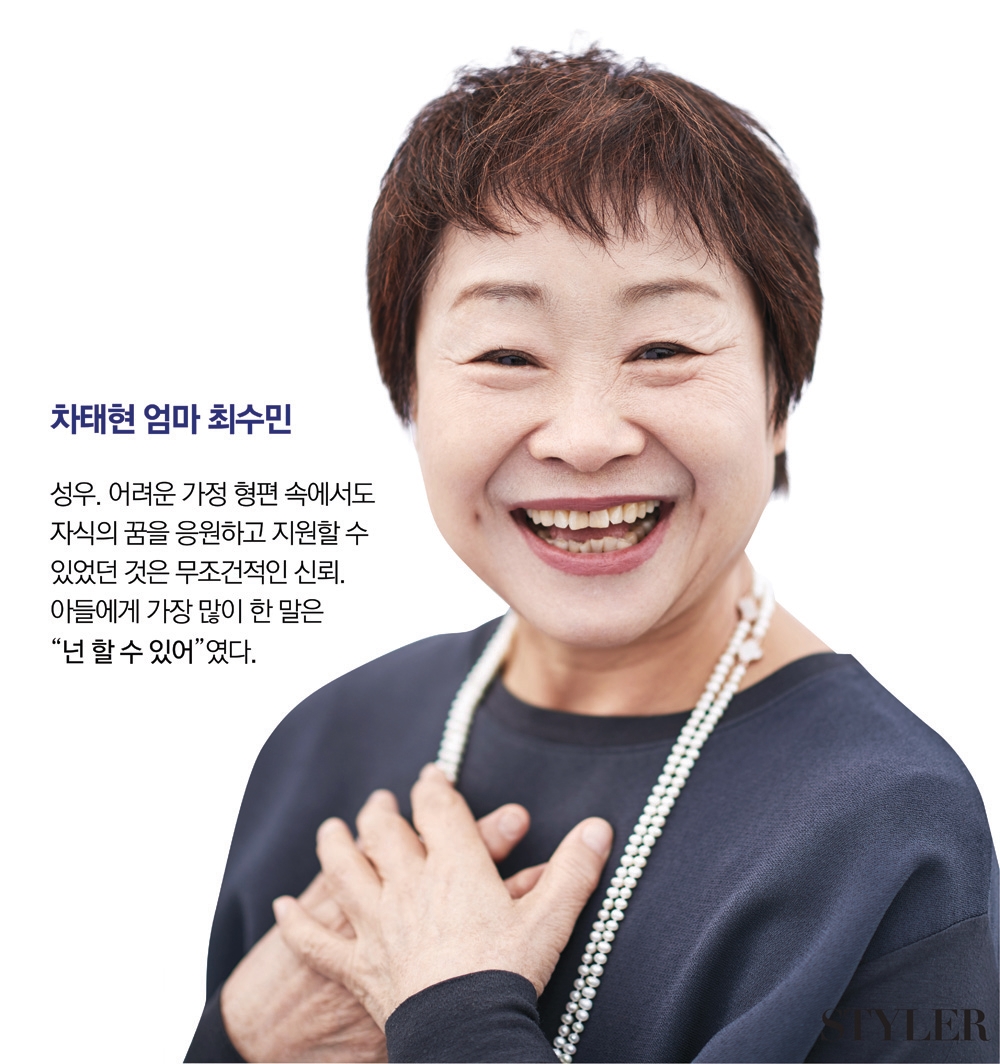 차태현 엄마 최수민
성우. 어려운 가정 형편 속에서도
자식의 꿈을 응원하고 지원할 수
있었던 것은 무조건적인 신뢰.
아들에게 가장 많이 한 말은
“넌 할 수 있어”였다.
STYLER